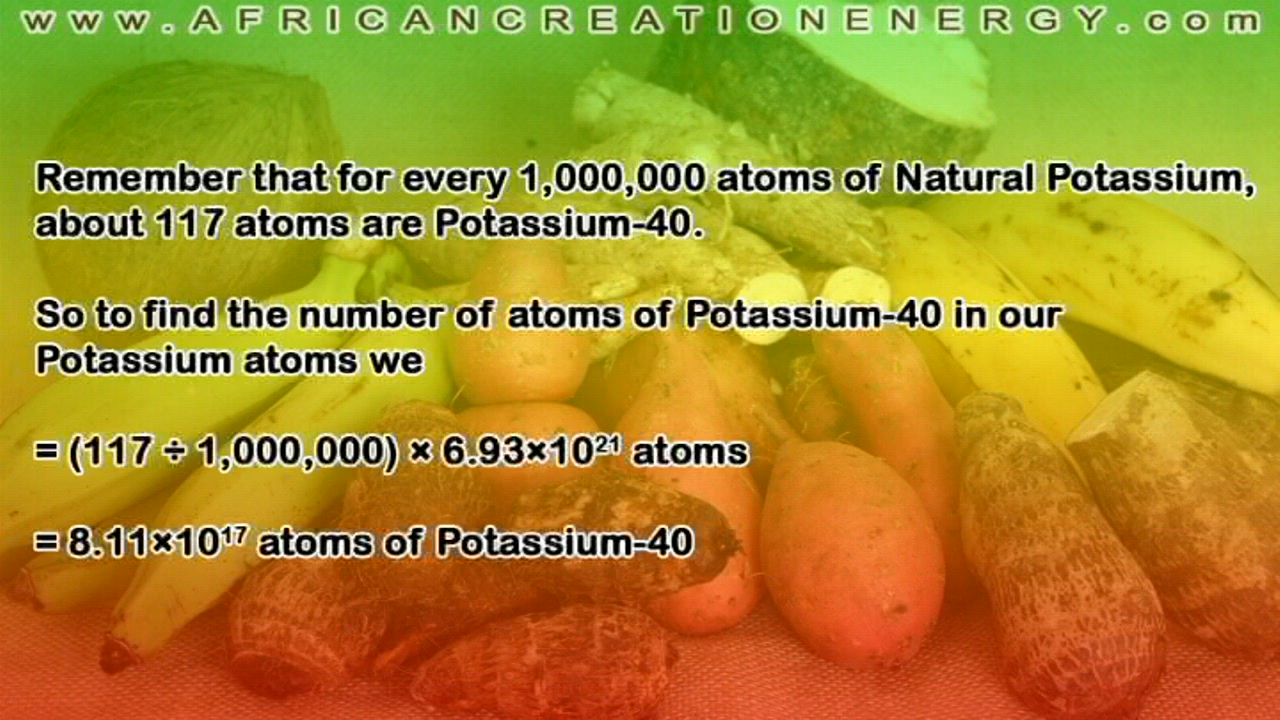 www.AFRICANCREATIONENERGY.com
Remember that for every 1,000,000 atoms of Natural Potassium,
about 117 atoms are Potassium-40.
So to find the number of atoms of Potassium-40 in our
Potassium atoms we
= (117 ÷ 1,000,000) × 6.93×10²¹ atoms
= 8.11×10¹⁷ atoms of Potassium-40